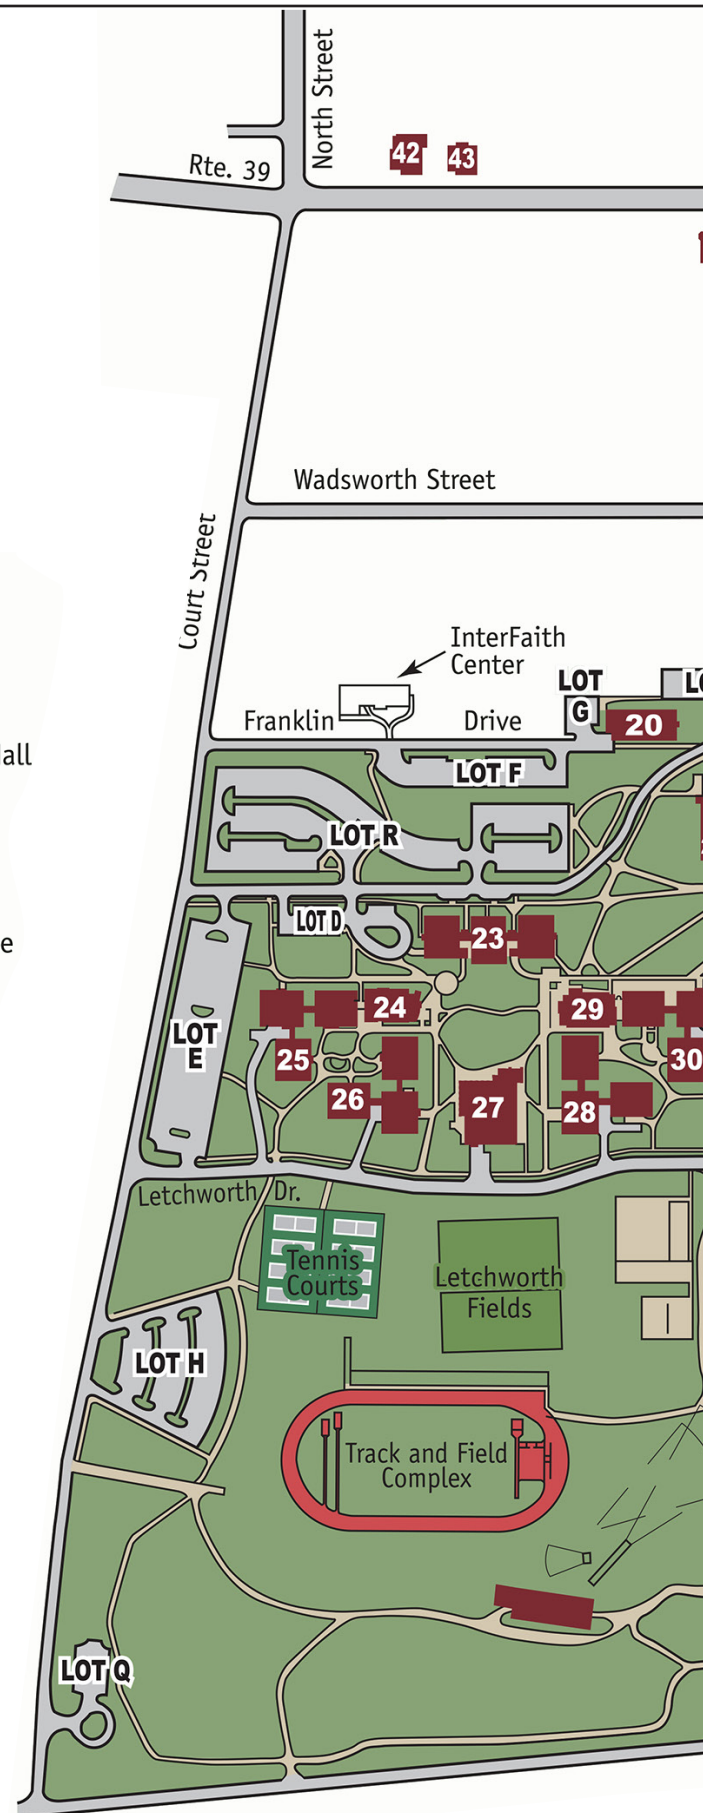 North Street
42
43
Rte. 39
Wadsworth Street
Court Street
InterFaith
Center
LOT
G
20
Franklin
Drive
LOT F
LOT R
LOT D
23
24
29
LOT
E
25
30
26
27
28
Letchworth Dr.
Tennis
Courts
Letchworth
Fields
LOT H
Track and Field
Complex
LOT Q